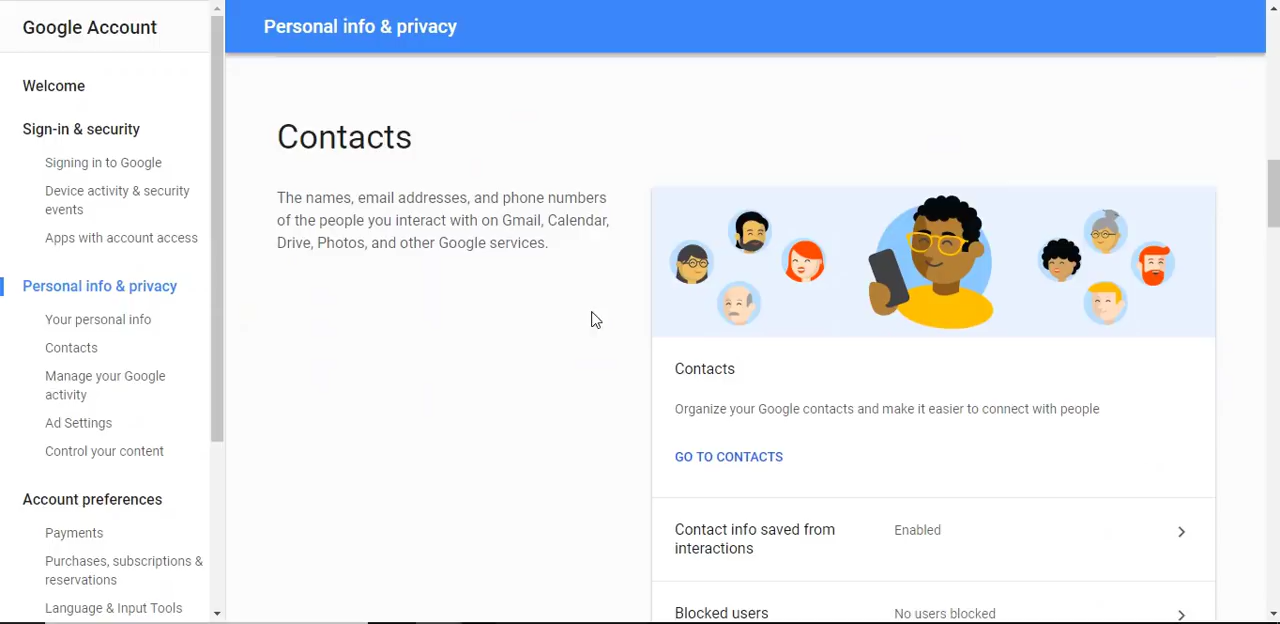 Google Account
Personal info & privacy
Welcome
Sign-in & security
Signing in to Google
Device activity & security
events
Apps with account access
Personal info & privacy
Your personal info
Contacts
Manage your Google
activity
Ad Settings
Control your content
Account preferences
Payments
Purchases, subscriptions &
reservations
Language & Input Tools
Contacts
The names, email addresses, and phone numbers
of the people you interact with on Gmail, Calendar,
Drive, Photos, and other Google services.
Contacts
Organize your Google contacts and make it easier to connect with people
GO TO CONTACTS
Contact info saved from
interactions
Enabled
Blocked users
No users blocked